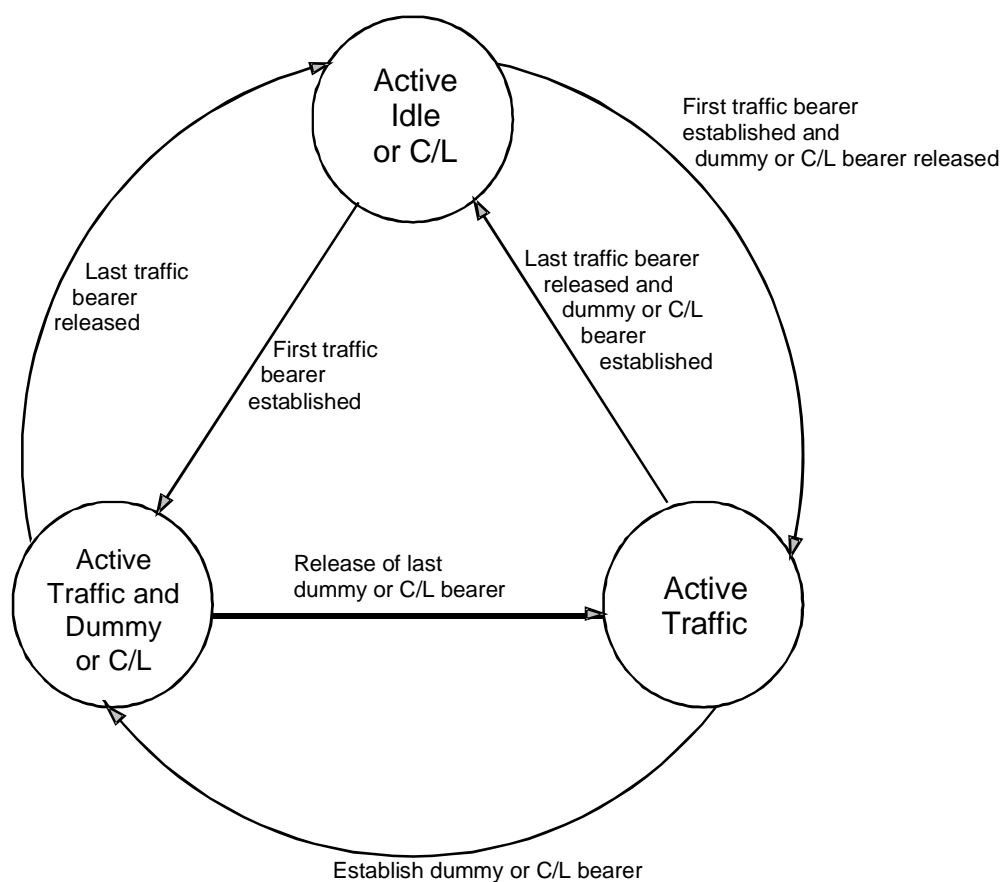 Active
Idle
or C/L
First traffic bearer
established and
dummy or C/L bearer released
Last traffic
bearer
released
Last traffic bearer
released and
dummy or C/L
bearer
established
First traffic
bearer
established
Active
Traffic and
Dummy
or C/L
Release of last
dummy or C/L bearer
Active
Traffic
Establish dummy or C/L bearer